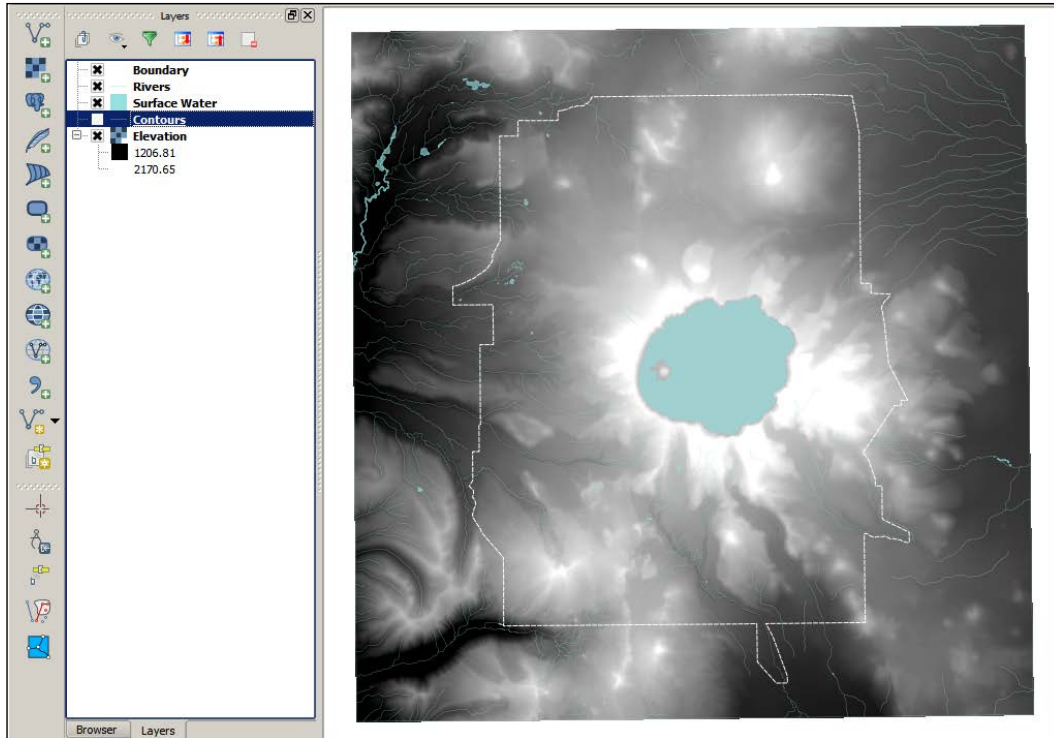 Layers
Boundary
Rivers
Surface Water
Contours
Elevation
1206.81
2170.65
Browser
Layers